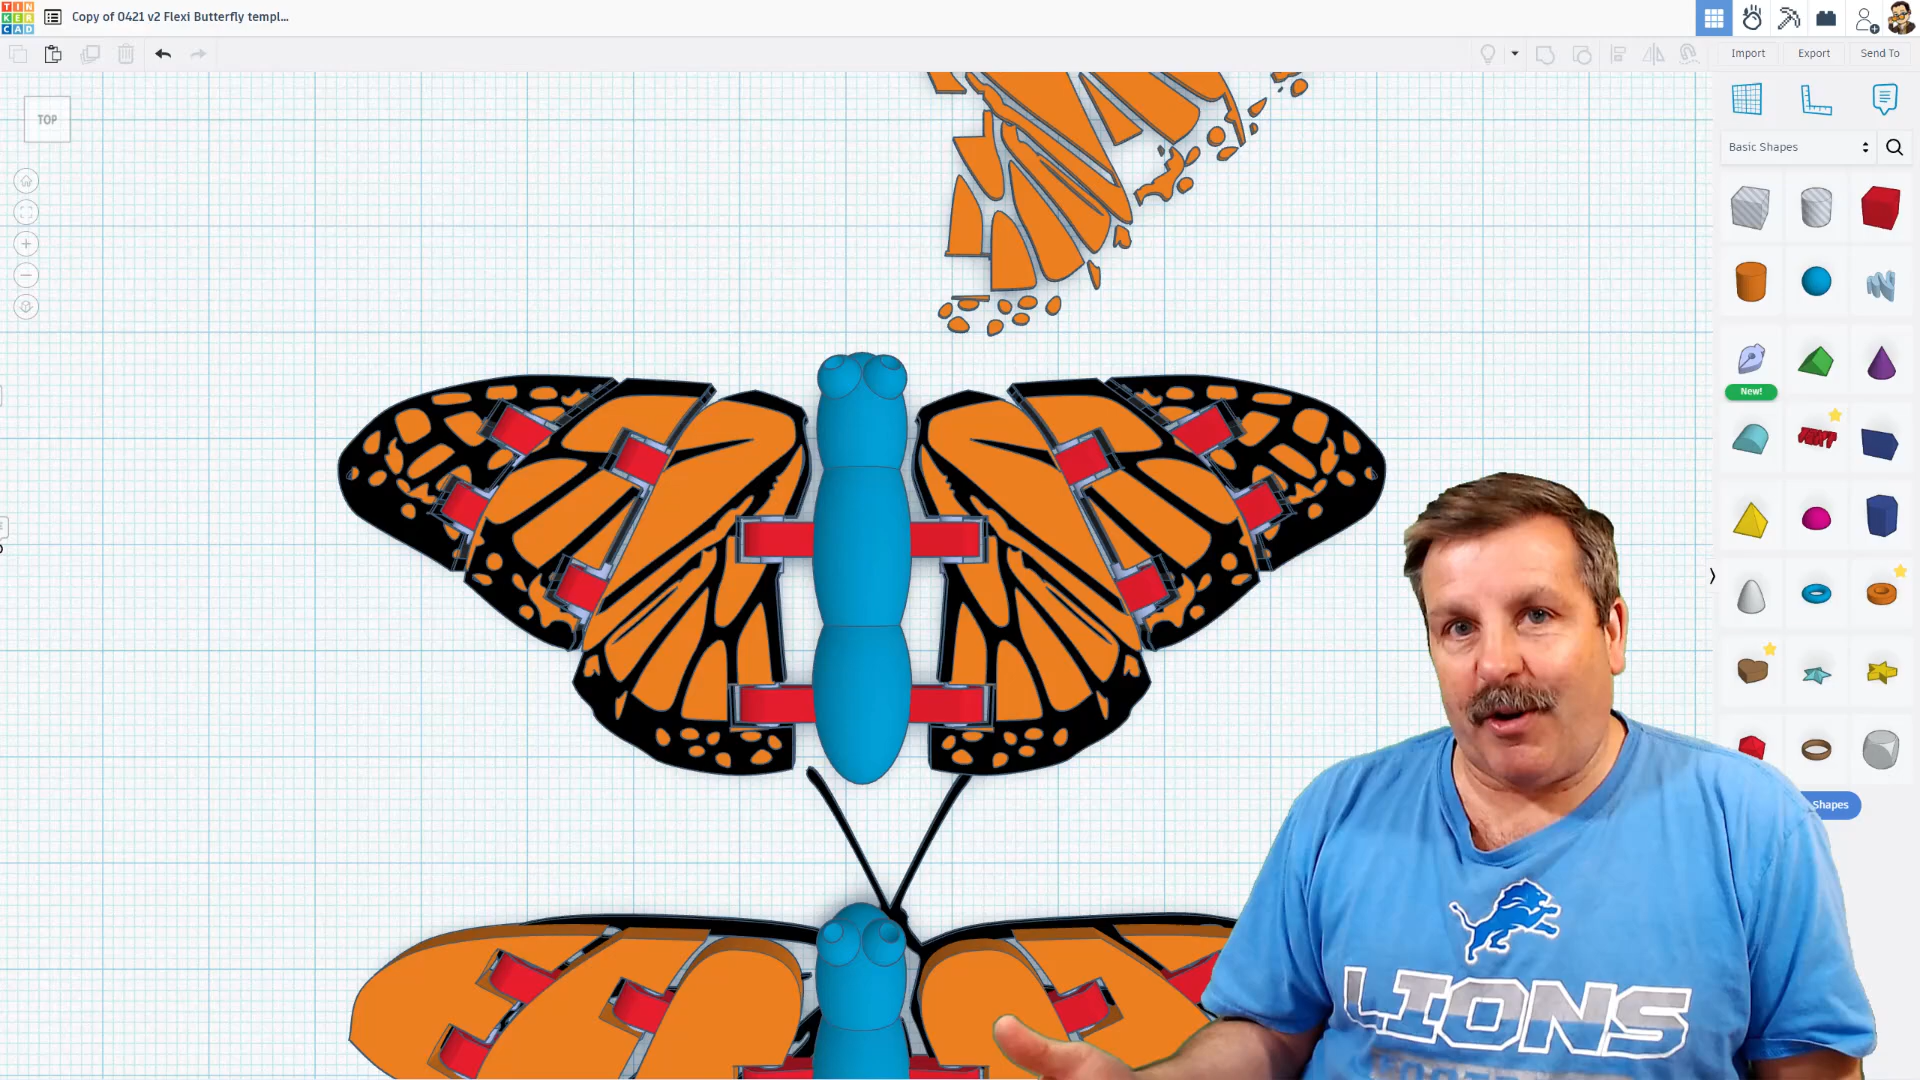 TIN
KER
CAD
Copy of 0421 v2 Flexi Butterfly templ...
Import
Export
Send To
TOP
Basic Shapes
New!
TEXT
Shapes
LIONS